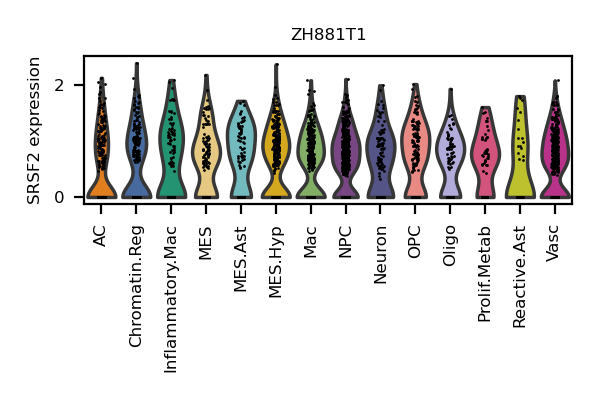 ZH881T1
SRSF2 expression
2
0
AC
Chromatin.Reg
Inflammatory.Mac
MES
MES.Ast
MES.Hyp
Mac
NPC
Neuron
OPC
Oligo
Prolif.Metab
Reactive.Ast
Vasc